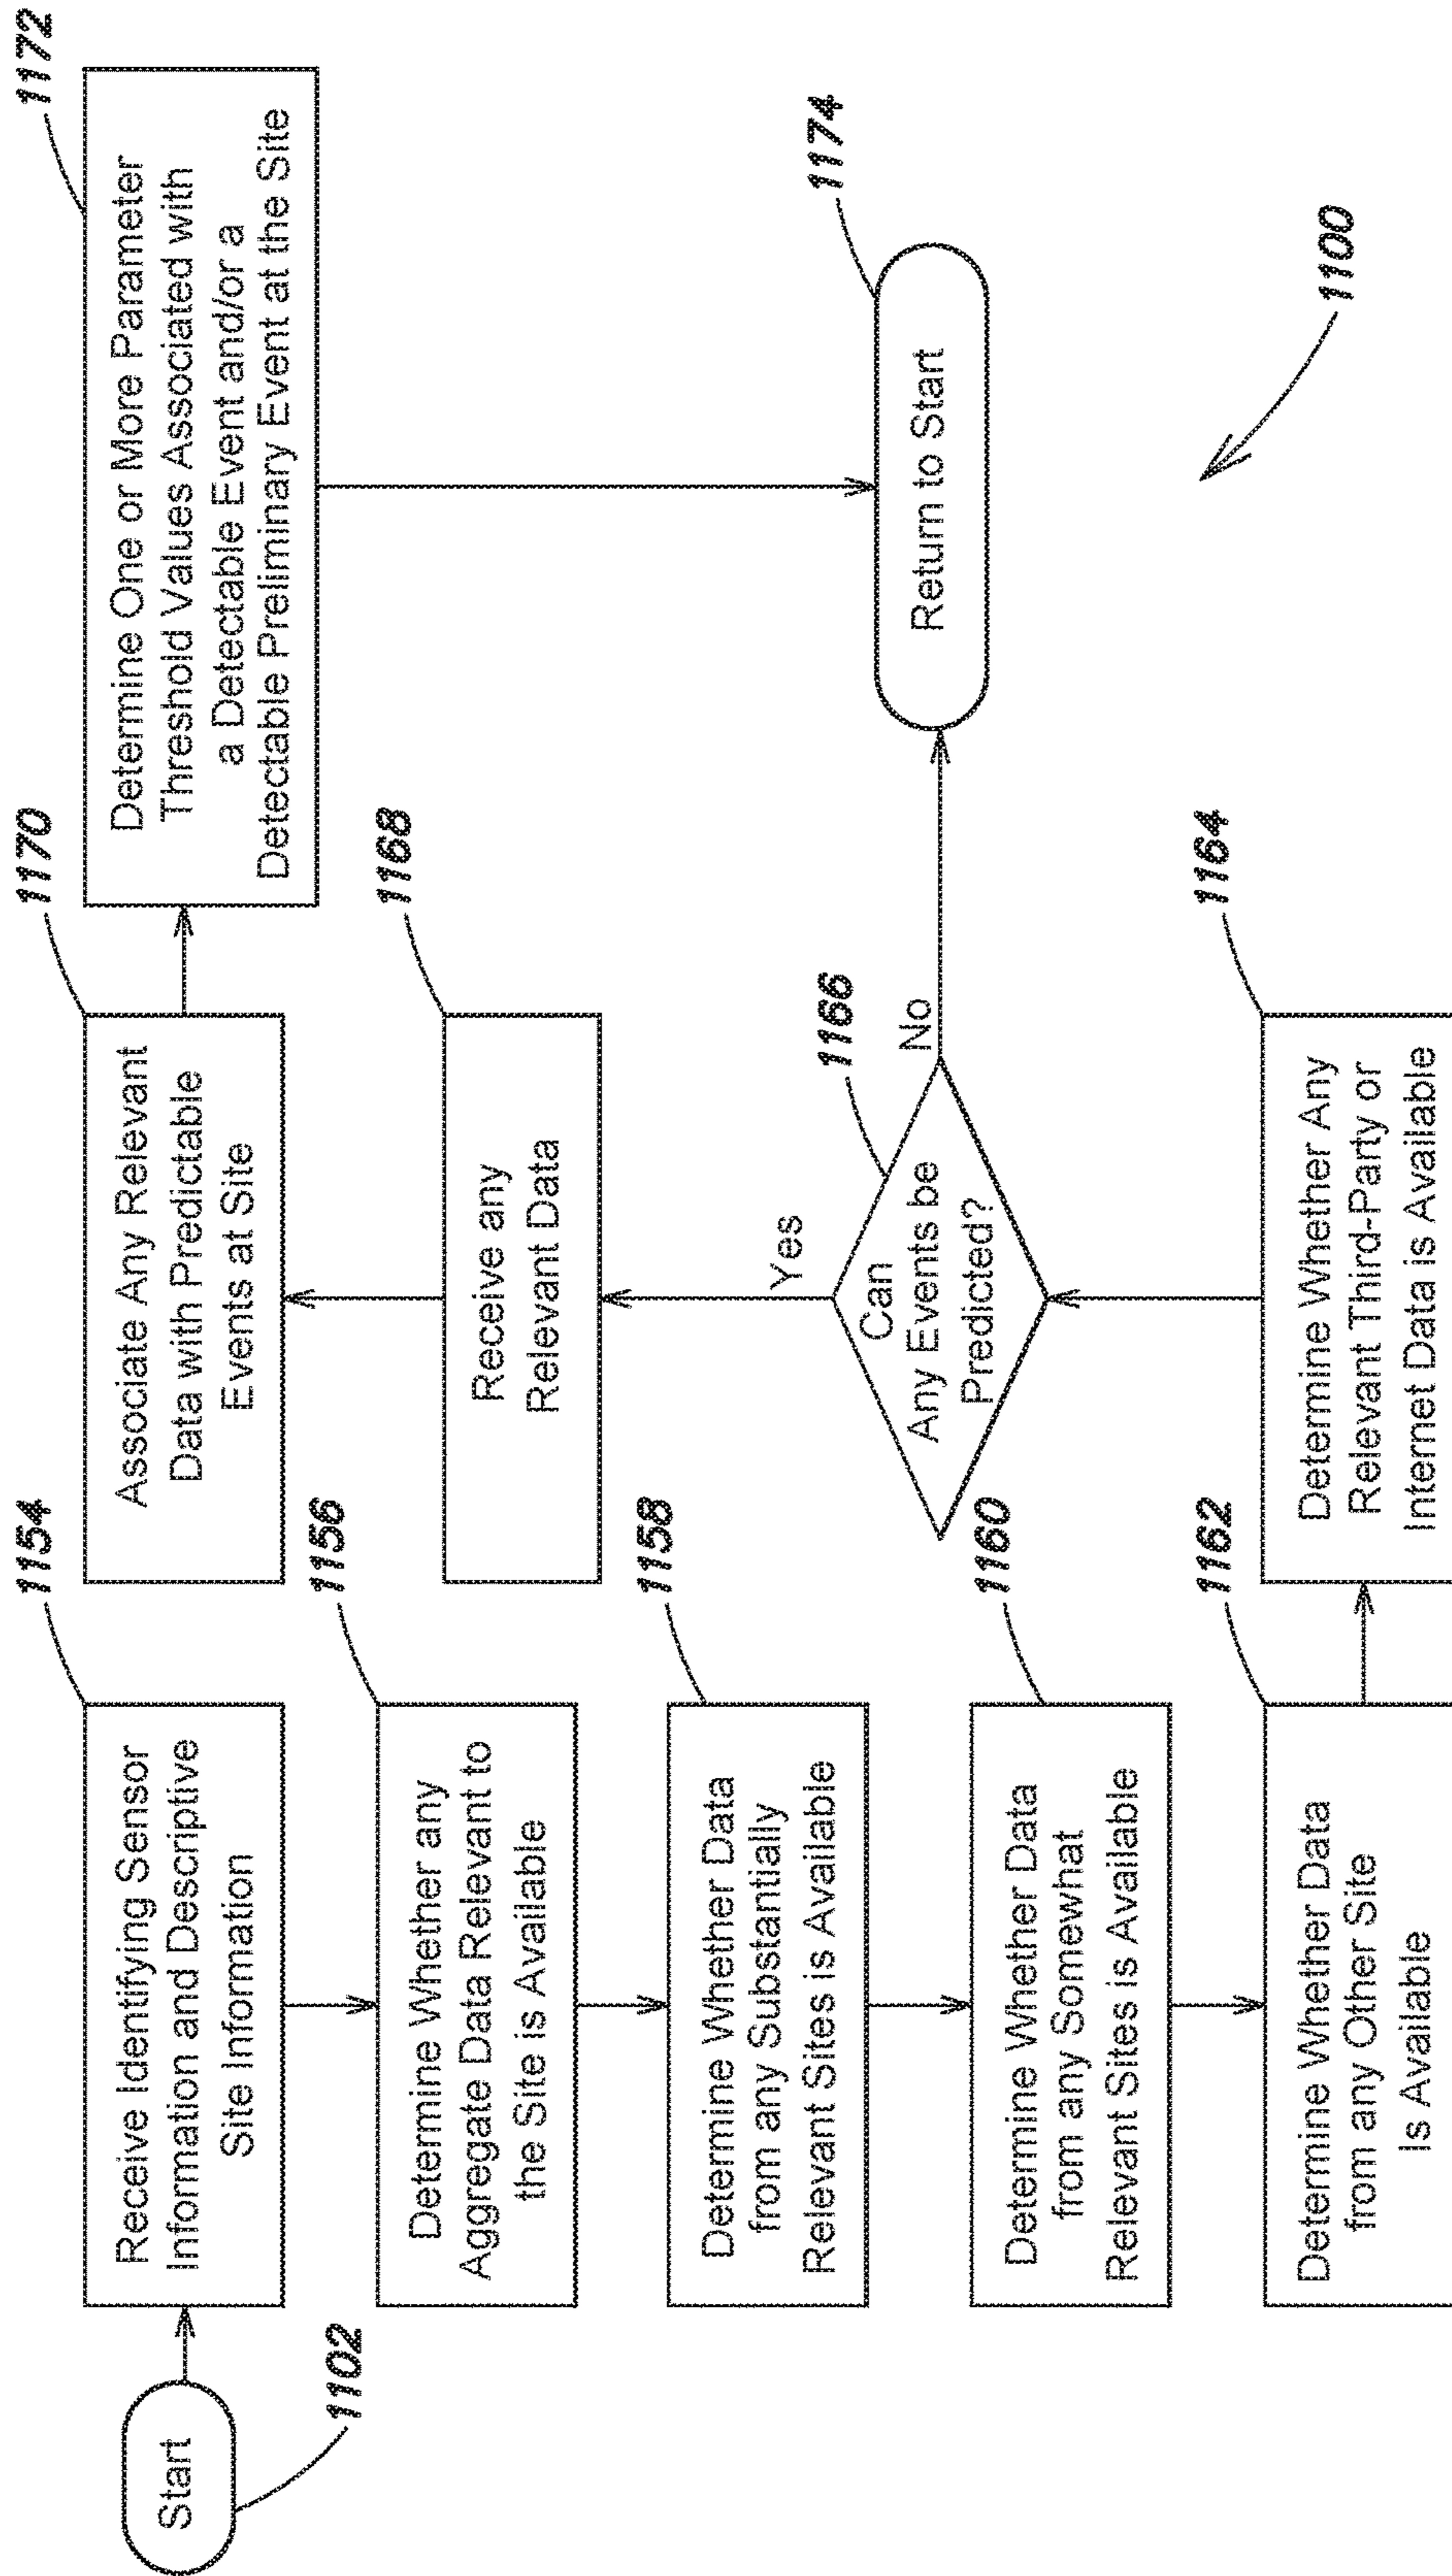 Start
1102
1154
Receive Identifying Sensor
Information and Descriptive
Site Information
1156
Determine Whether any
Aggregate Data Relevant to
the Site is Available
1158
Determine Whether Data
from any Substantially
Relevant Sites is Available
1160
Determine Whether Data
from any Somewhat
Relevant Sites is Available
1162
Determine Whether Data
from any Other Site
Is Available
1164
Determine Whether Any
Relevant Third-Party or
Internet Data is Available
1166
Can
Any Events be
Predicted?
Yes
No
1168
Receive any
Relevant Data
1170
Associate Any Relevant
Data with Predictable
Events at Site
1172
Determine One or More Parameter
Threshold Values Associated with
a Detectable Event and/or a
Detectable Preliminary Event at the Site
1174
Return to Start
1100